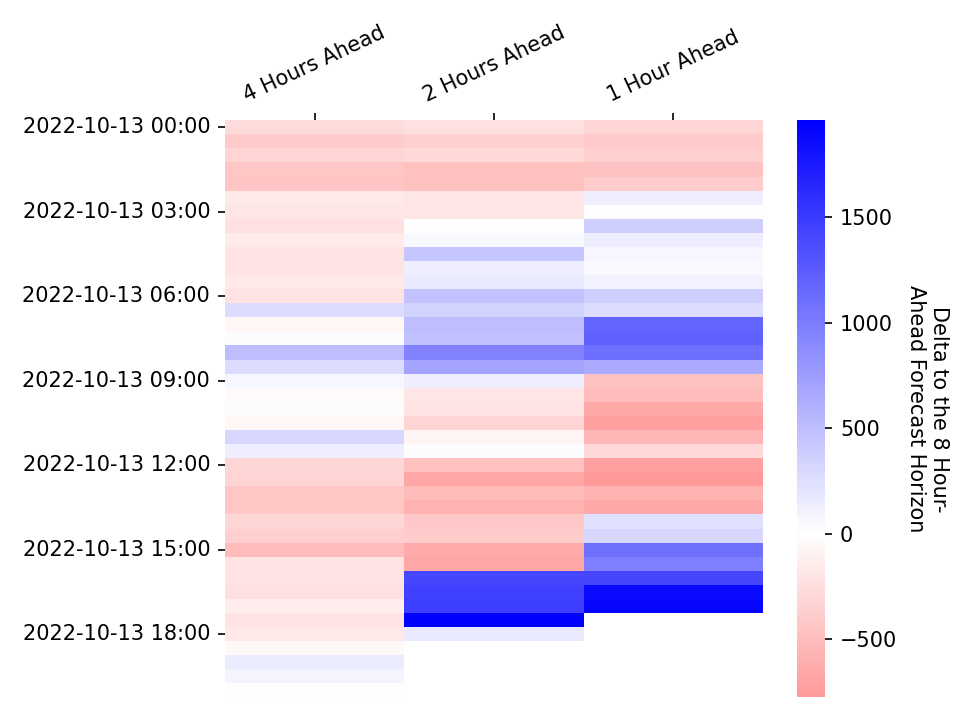 4 Hours Ahead
2 Hours Ahead
1 Hour Ahead
2022-10-13 00:00
2022-10-13 03:00
2022-10-13 06:00
2022-10-13 09:00
2022-10-13 12:00
2022-10-13 15:00
2022-10-13 18:00
1500
1000
500
0
−500
Delta to the 8 Hour-
Ahead Forecast Horizon